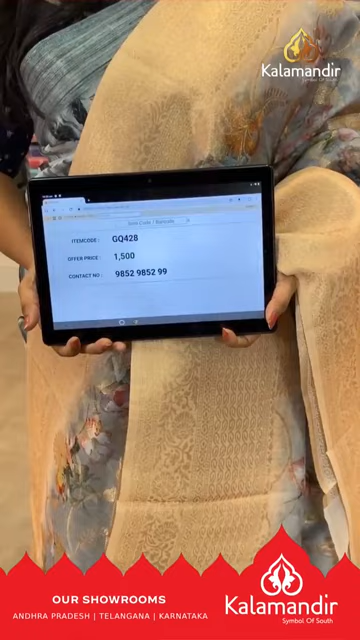 Kalamandir
Symbol of South
Item Code / Barcode
ITEMCODE : GQ428
OFFER PRICE : 1,500
CONTACT NO : 9852 9852 99
OUR SHOWROOMS
ANDHRA PRADESH | TELANGANA | KARNATAKA
Kalamandir
Symbol Of South